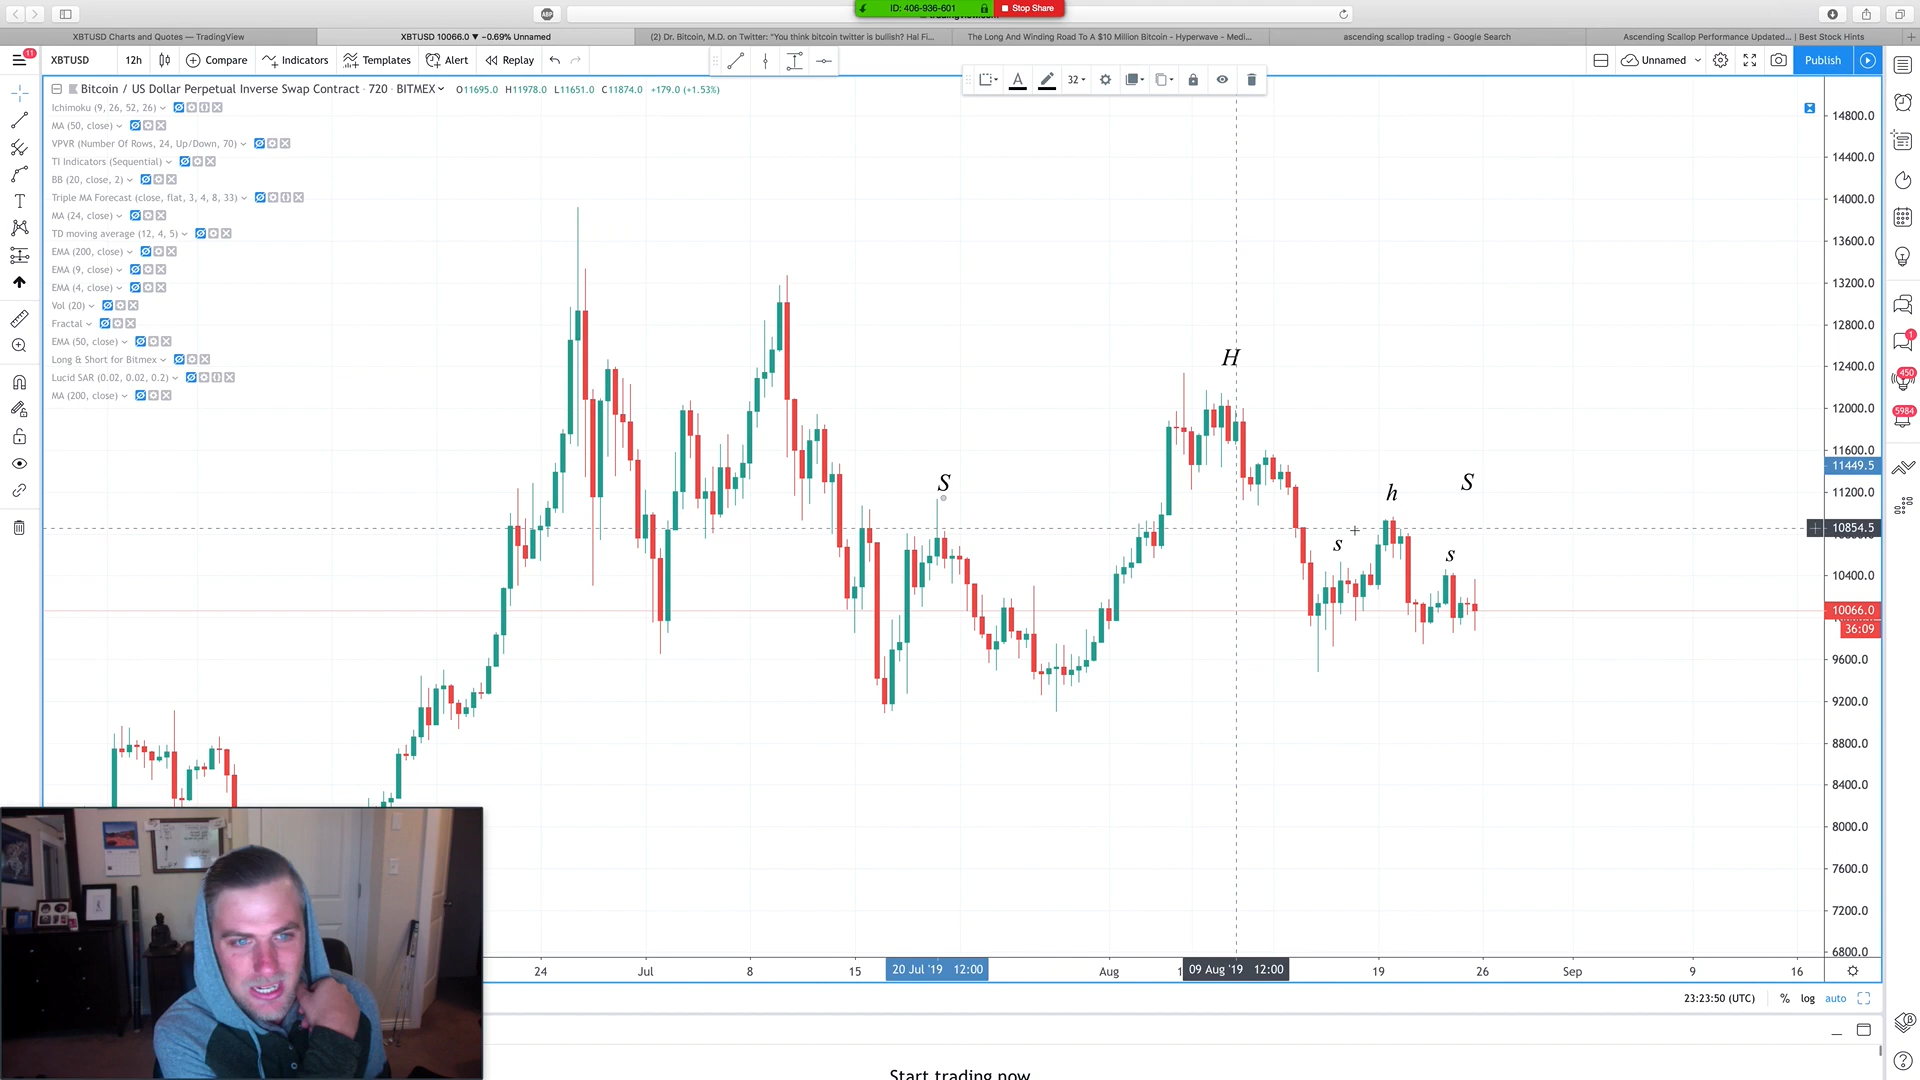 ID: 406-936-601 Stop Share
ABP
XBTUSD Charts and Quotes — TradingView
XBTUSD 10066.0 ▼ −0.69% Unnamed
(2) Dr. Bitcoin, M.D. on Twitter: "You think bitcoin twitter is bullish? Hal Fi...
The Long And Winding Road To A $10 Million Bitcoin - Hyperwave – Medi...
ascending scallop trading - Google Search
Ascending Scallop Performance Updated... | Best Stock Hints
11
XBTUSD 12h Compare Indicators Templates Alert Replay
Unnamed Publish
32
Bitcoin / US Dollar Perpetual Inverse Swap Contract · 720 · BITMEX O11695.0 H11978.0 L11651.0 C11874.0 +179.0 (+1.53%)
Ichimoku (9, 26, 52, 26)
MA (50, close)
VPVR (Number Of Rows, 24, Up/Down, 70)
TI Indicators (Sequential)
BB (20, close, 2)
Triple MA Forecast (close, flat, 3, 4, 8, 33)
MA (24, close)
TD moving average (12, 4, 5)
EMA (200, close)
EMA (9, close)
EMA (4, close)
Vol (20)
Fractal
EMA (50, close)
Long & Short for Bitmex
Lucid SAR (0.02, 0.02, 0.2)
MA (200, close)
H
S
h
S
s
s
14800.0
14400.0
14000.0
13600.0
13200.0
12800.0
12400.0
12000.0
11600.0
11449.5
11200.0
10854.5
10400.0
10066.0
36:09
9600.0
9200.0
8800.0
8400.0
8000.0
7600.0
7200.0
6800.0
1
450
5984
24 Jul 8 15 20 Jul '19 12:00 Aug 1 09 Aug '19 12:00 19 26 Sep 9 16
23:23:50 (UTC) % log auto
Start trading now